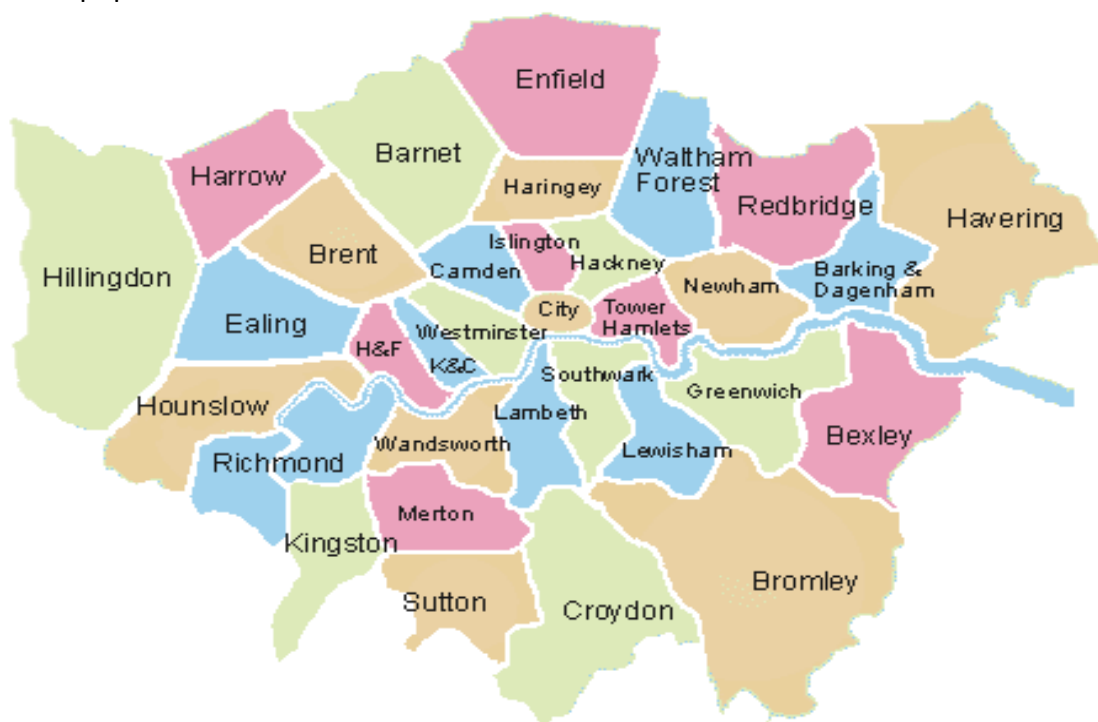 Enfield
Barnet
Harrow
Haringey
Waltham
Forest
Redbridge
Havering
Hillingdon
Brent
Islington
Camden
Hackney
Newham
Barking &
Dagenham
Ealing
Westminster
City
Tower
Hamlets
H&F
K&C
Southwark
Greenwich
Hounslow
Lambeth
Wandsworth
Lewisham
Bexley
Richmond
Merton
Kingston
Sutton
Croydon
Bromley